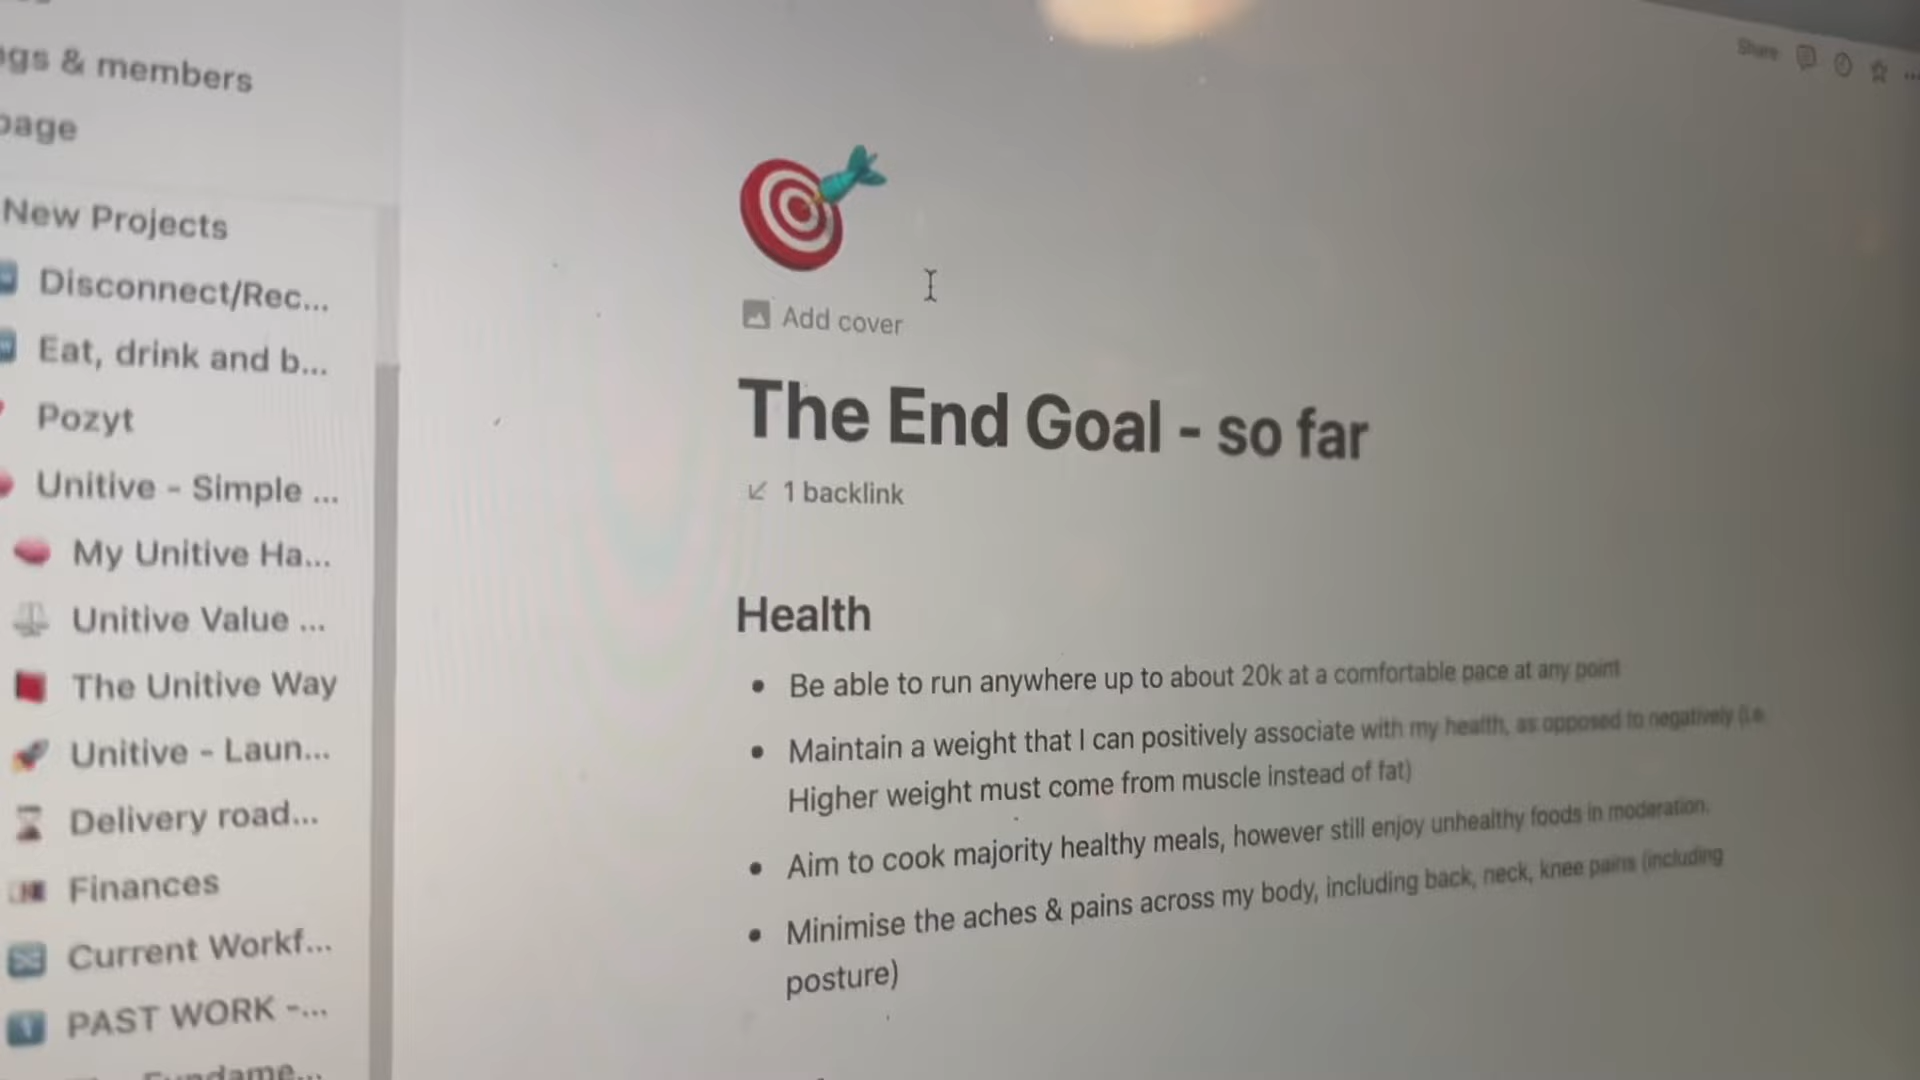 & members
page
New Projects
Disconnect/Rec...
Eat, drink and b...
Pozyt
Unitive - Simple ...
My Unitive Ha...
Unitive Value ...
The Unitive Way
Unitive - Laun...
Delivery road...
Finances
Current Workf...
PAST WORK -...
Share
Add cover
The End Goal - so far
1 backlink
Health
• Be able to run anywhere up to about 20k at a comfortable pace at any point
• Maintain a weight that I can positively associate with my health, as opposed to negatively (i.e.
Higher weight must come from muscle instead of fat)
• Aim to cook majority healthy meals, however still enjoy unhealthy foods in moderation.
• Minimise the aches & pains across my body, including back, neck, knee pains (including
posture)